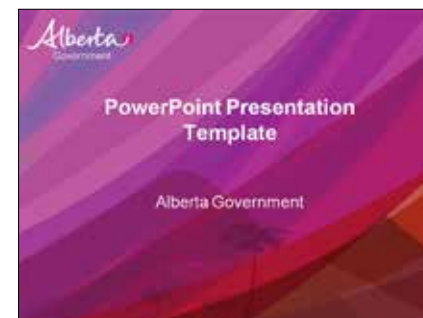 Alberta
Government
PowerPoint Presentation
Template
Alberta Government